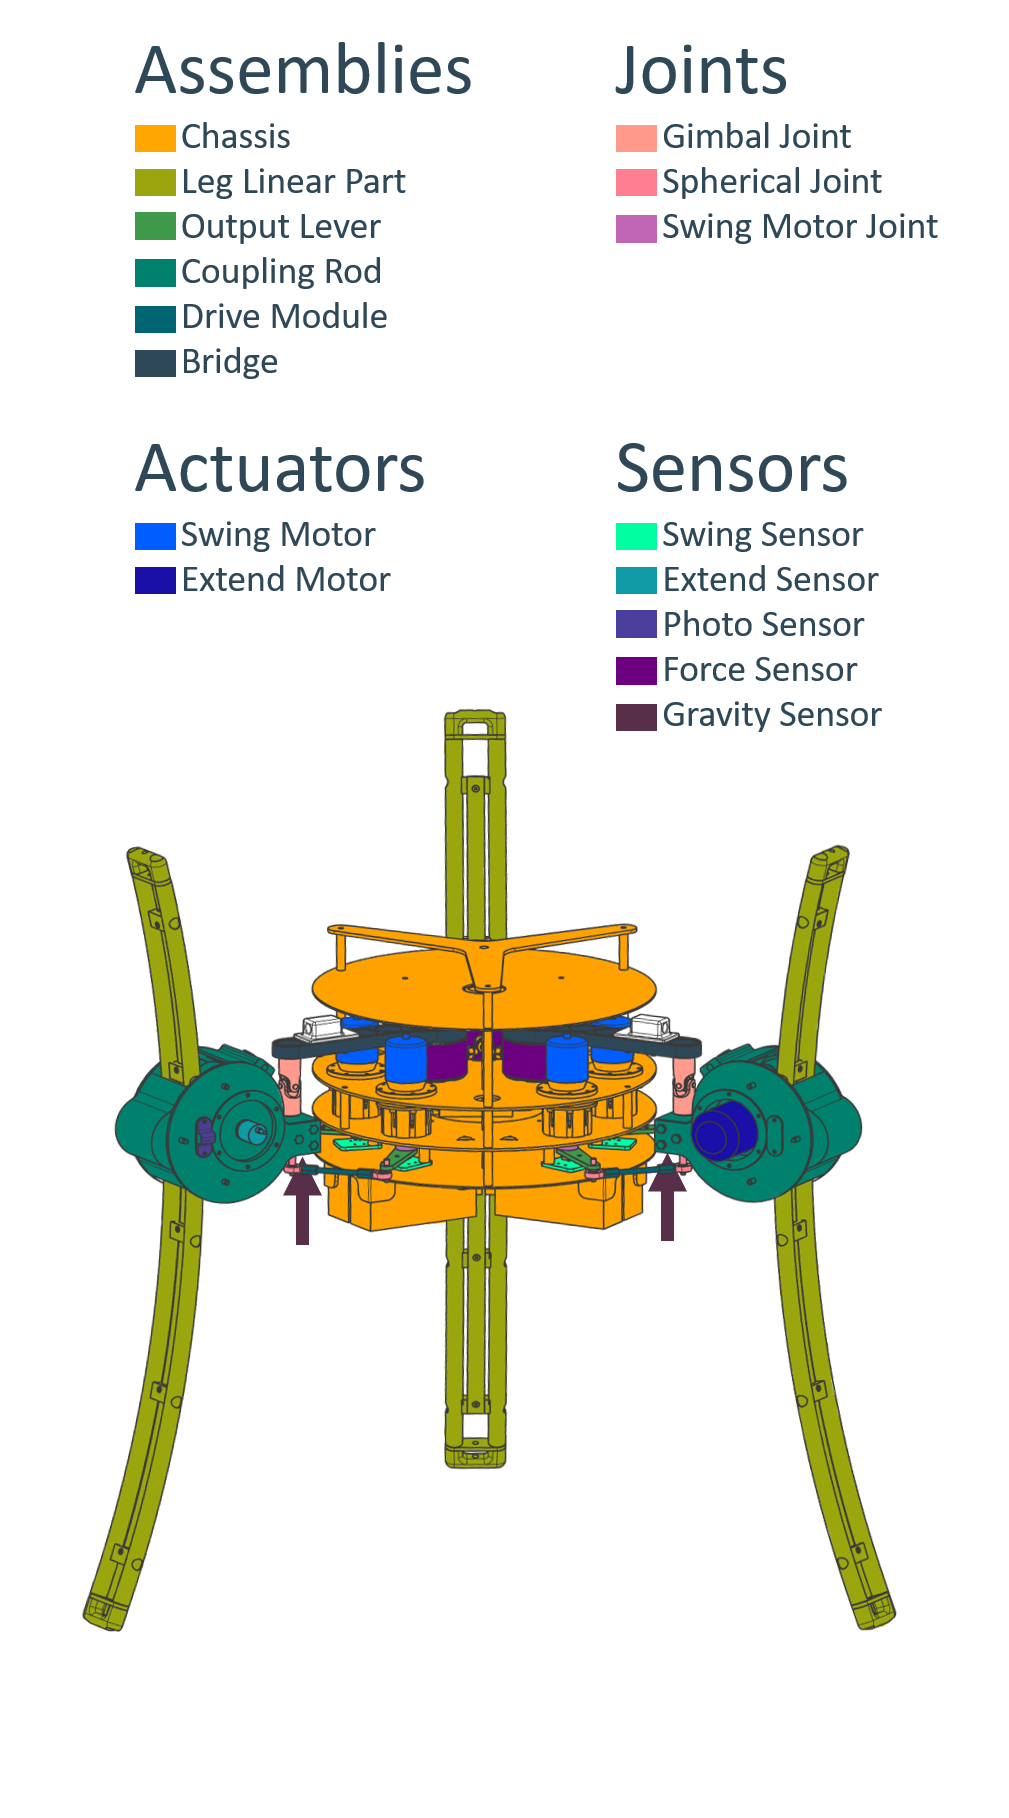 Assemblies
Chassis
Leg Linear Part
Output Lever
Coupling Rod
Drive Module
Bridge
Joints
Gimbal Joint
Spherical Joint
Swing Motor Joint
Actuators
Swing Motor
Extend Motor
Sensors
Swing Sensor
Extend Sensor
Photo Sensor
Force Sensor
Gravity Sensor